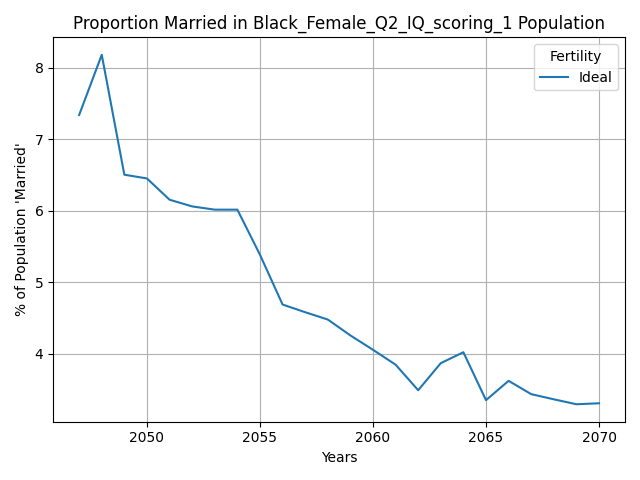 Proportion Married in Black_Female_Q2_IQ_scoring_1 Population
Fertility
Ideal
% of Population 'Married'
8
7
6
5
4
2050 2055 2060 2065 2070
Years